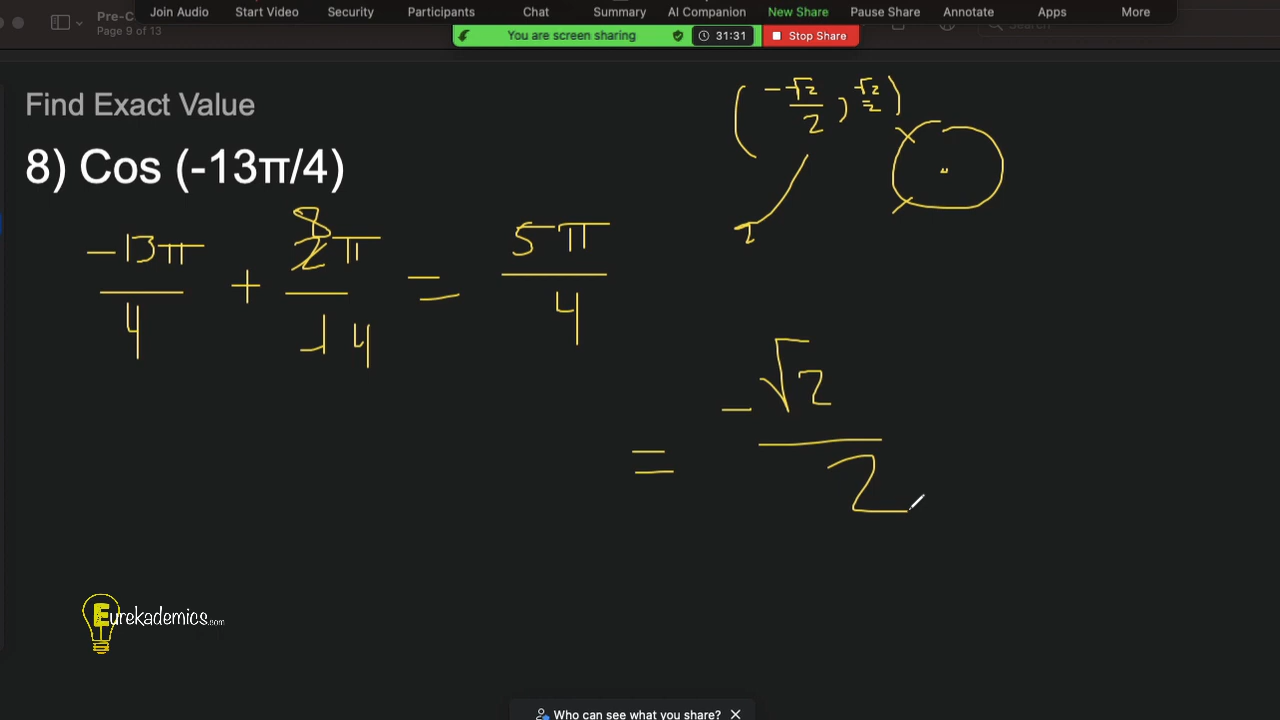 Join Audio Start Video Security Participants Chat Summary AI Companion New Share Pause Share Annotate Apps More
Pre-C
Page 9 of 13
You are screen sharing 31:31 Stop Share
Search
Find Exact Value
8) Cos (-13π/4)
(-√2/2, √2/2)
-13π/4 + 2 8π/1 4 = 5π/4
= -√2/2
Eurekademics.com
Who can see what you share?